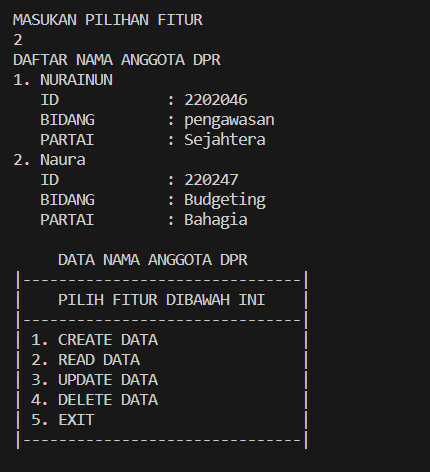 MASUKAN PILIHAN FITUR
2
DAFTAR NAMA ANGGOTA DPR
1. NURAINUN
   ID            : 2202046
   BIDANG        : pengawasan
   PARTAI        : Sejahtera
2. Naura
   ID            : 220247
   BIDANG        : Budgeting
   PARTAI        : Bahagia
     DATA NAMA ANGGOTA DPR
|-------------------------------|
|    PILIH FITUR DIBAWAH INI    |
|-------------------------------|
| 1. CREATE DATA                |
| 2. READ DATA                  |
| 3. UPDATE DATA                |
| 4. DELETE DATA                |
| 5. EXIT                       |
|-------------------------------|